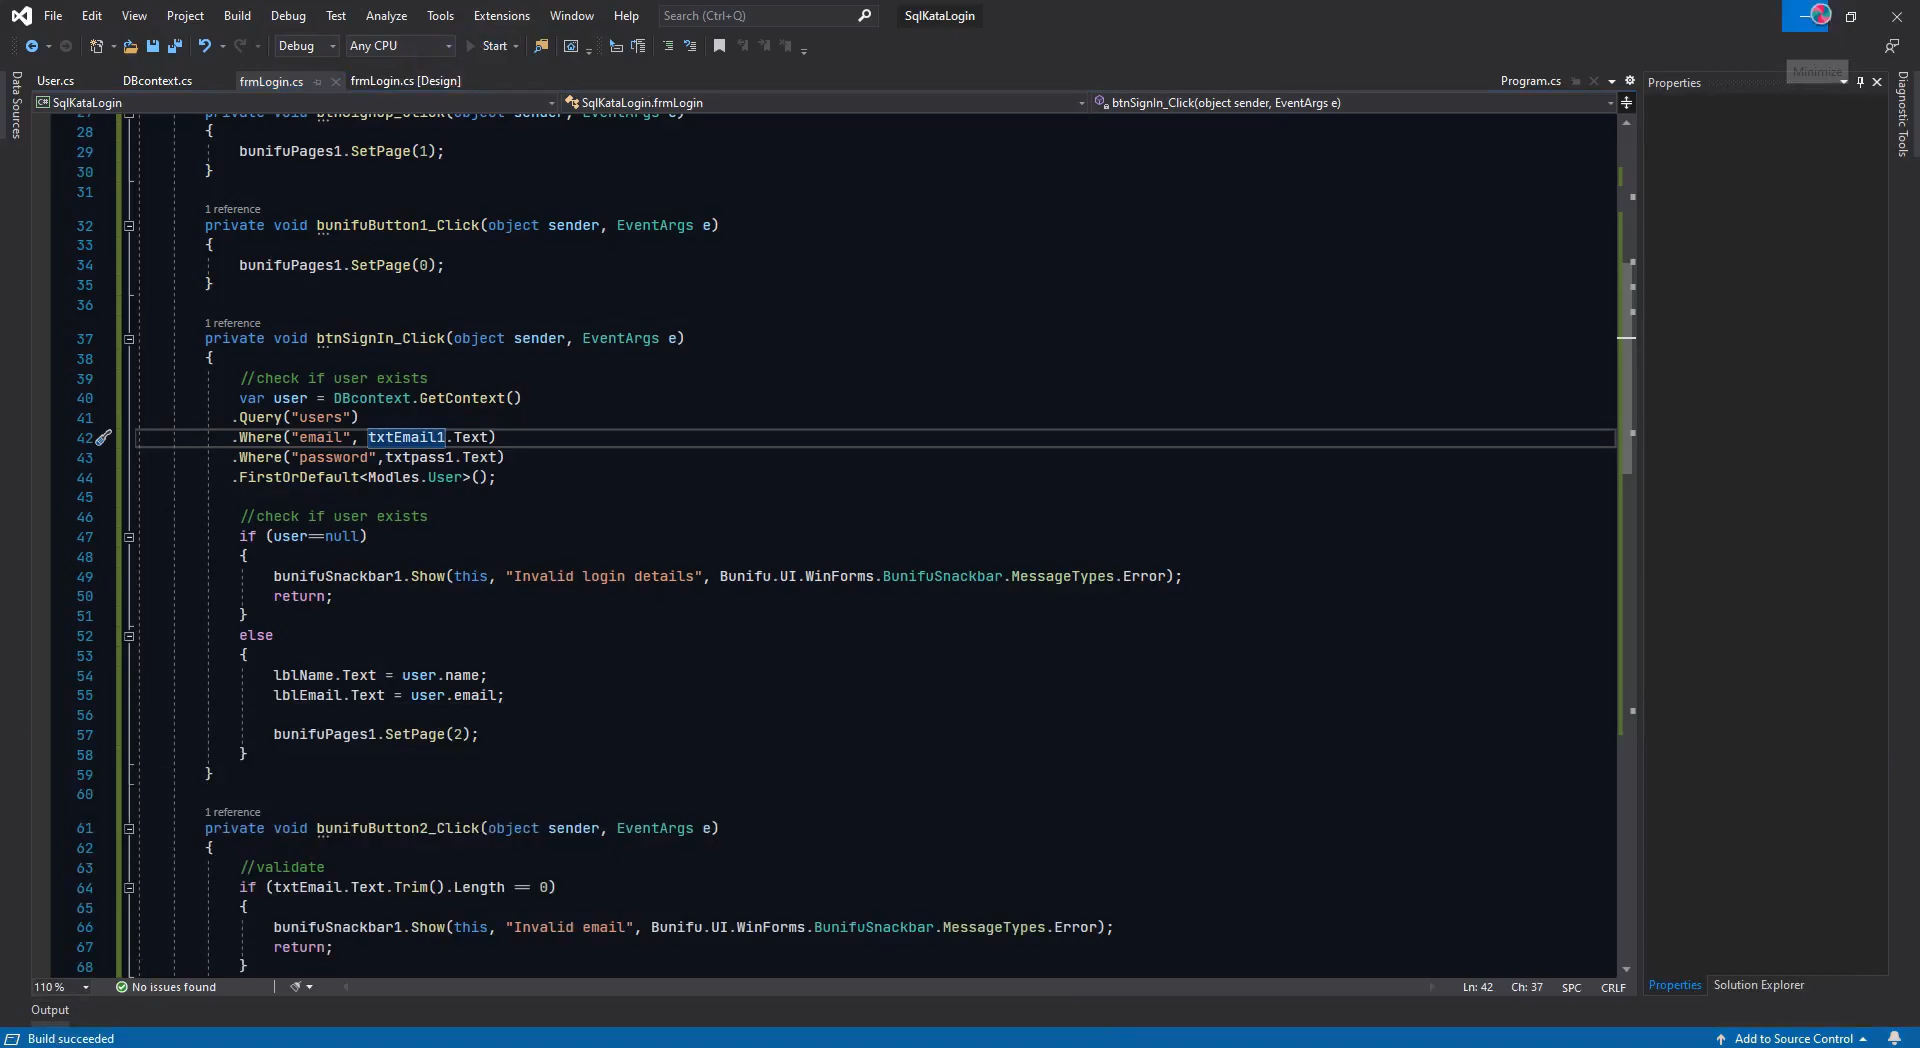 File Edit View Project Build Debug Test Analyze Tools Extensions Window Help Search (Ctrl+Q) SqlKataLogin
Debug Any CPU Start
Minimize
User.cs DBcontext.cs frmLogin.cs frmLogin.cs [Design] Program.cs
Properties
Data Sources
Diagnostic Tools
C# SqlKataLogin SqlKataLogin.frmLogin btnSignIn_Click(object sender, EventArgs e)
27 private void btnSignUp_Click(object sender, EventArgs e)
28 {
29 bunifuPages1.SetPage(1);
30 }
31
1 reference
32 private void bunifuButton1_Click(object sender, EventArgs e)
33 {
34 bunifuPages1.SetPage(0);
35 }
36
1 reference
37 private void btnSignIn_Click(object sender, EventArgs e)
38 {
39 //check if user exists
40 var user = DBcontext.GetContext()
41 .Query("users")
42 .Where("email", txtEmail1.Text)
43 .Where("password",txtpass1.Text)
44 .FirstOrDefault<Modles.User>();
45
46 //check if user exists
47 if (user==null)
48 {
49 bunifuSnackbar1.Show(this, "Invalid login details", Bunifu.UI.WinForms.BunifuSnackbar.MessageTypes.Error);
50 return;
51 }
52 else
53 {
54 lblName.Text = user.name;
55 lblEmail.Text = user.email;
56
57 bunifuPages1.SetPage(2);
58 }
59 }
60
1 reference
61 private void bunifuButton2_Click(object sender, EventArgs e)
62 {
63 //validate
64 if (txtEmail.Text.Trim().Length == 0)
65 {
66 bunifuSnackbar1.Show(this, "Invalid email", Bunifu.UI.WinForms.BunifuSnackbar.MessageTypes.Error);
67 return;
68 }
110 % No issues found Ln: 42 Ch: 37 SPC CRLF
Properties Solution Explorer
Output
Build succeeded Add to Source Control